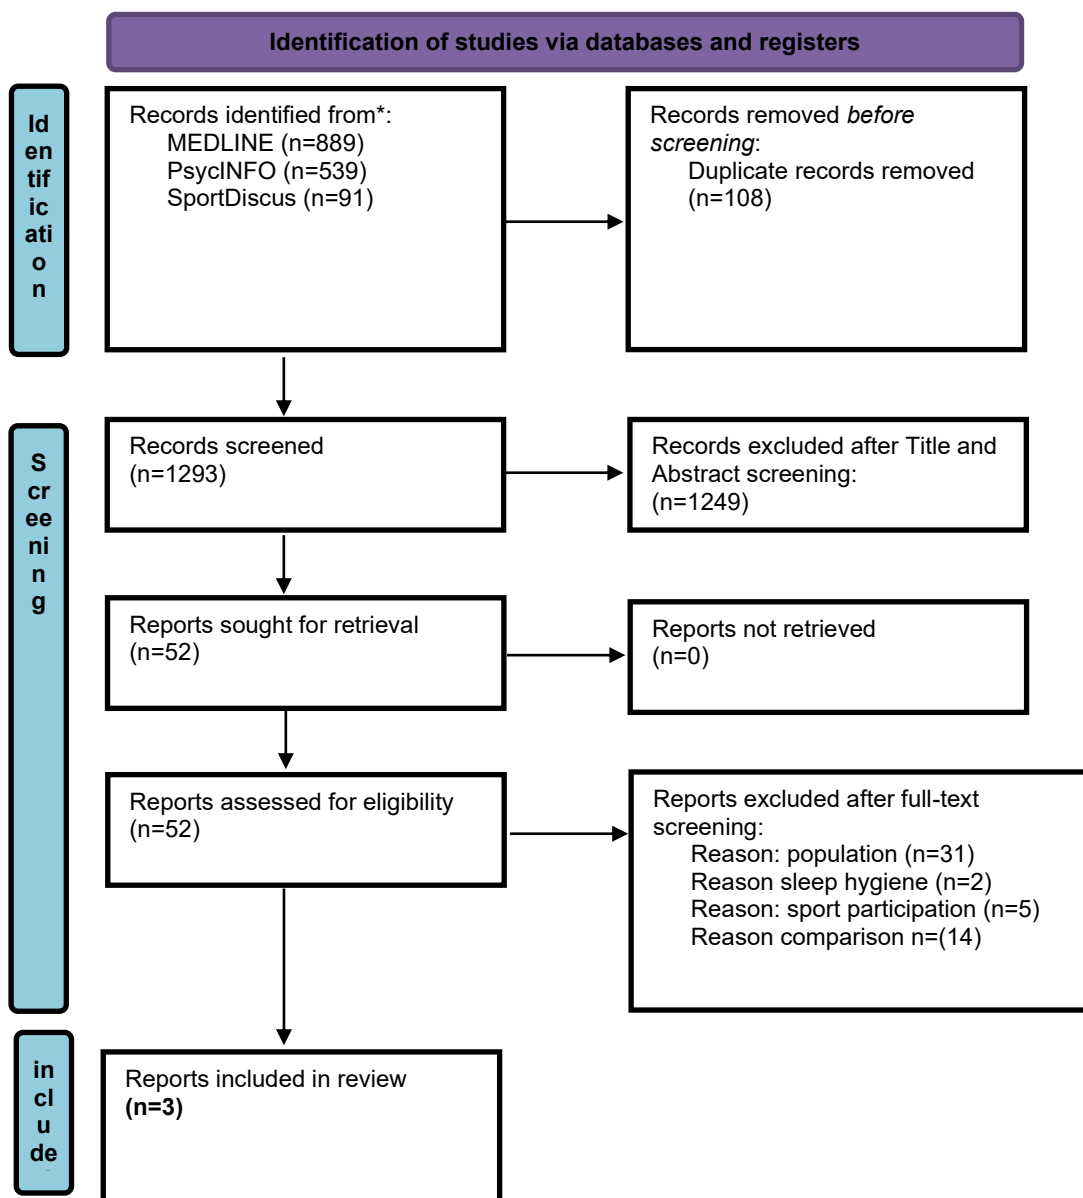 Identification of studies via databases and registers
Id
en
tif
ic
ati
o
n
Records identified from*:
MEDLINE (n=889)
PsycINFO (n=539)
SportDiscus (n=91)
Records removed before
screening:
Duplicate records removed
(n=108)
S
cr
ee
ni
n
g
Records screened
(n=1293)
Records excluded after Title and
Abstract screening:
(n=1249)
Reports sought for retrieval
(n=52)
Reports not retrieved
(n=0)
Reports assessed for eligibility
(n=52)
Reports excluded after full-text
screening:
Reason: population (n=31)
Reason sleep hygiene (n=2)
Reason: sport participation (n=5)
Reason comparison n=(14)
in
cl
u
de
Reports included in review
(n=3)